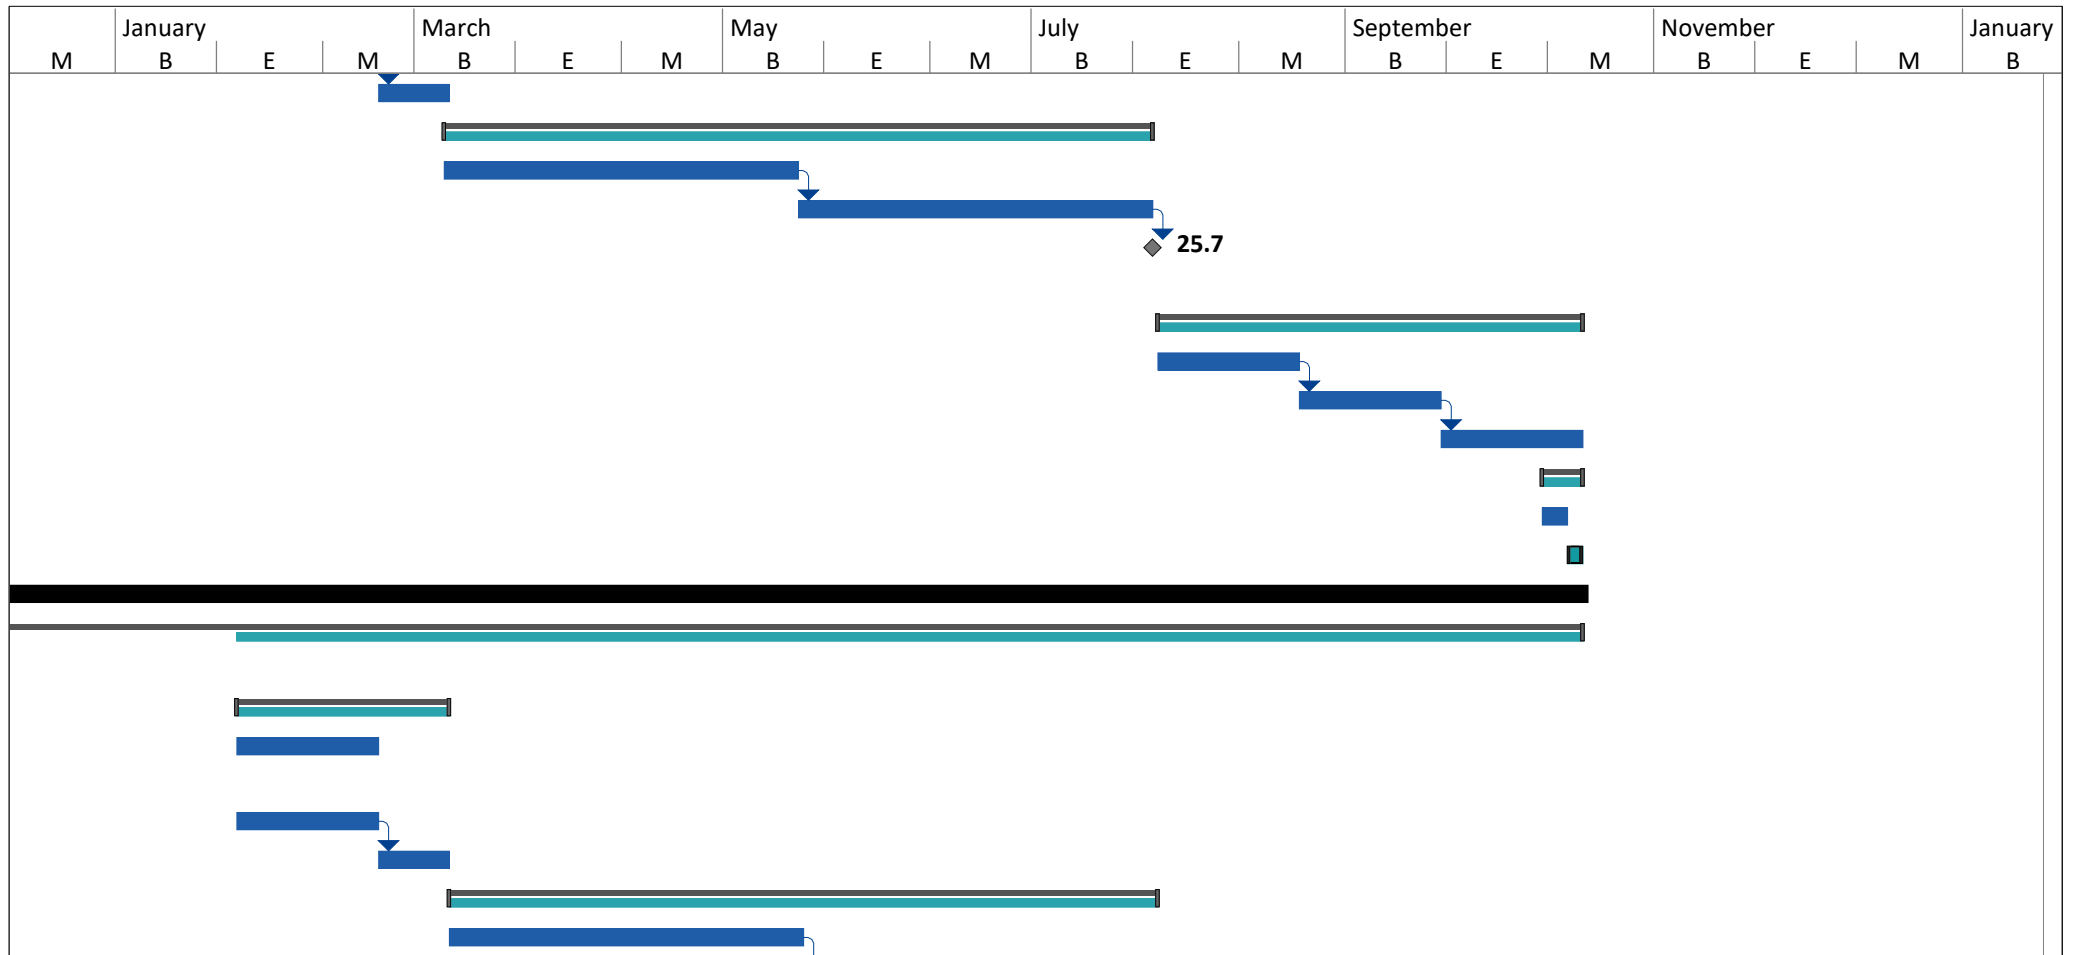 January March May July September November January
M B E M B E M B E M B E M B E M B E M B
25.7